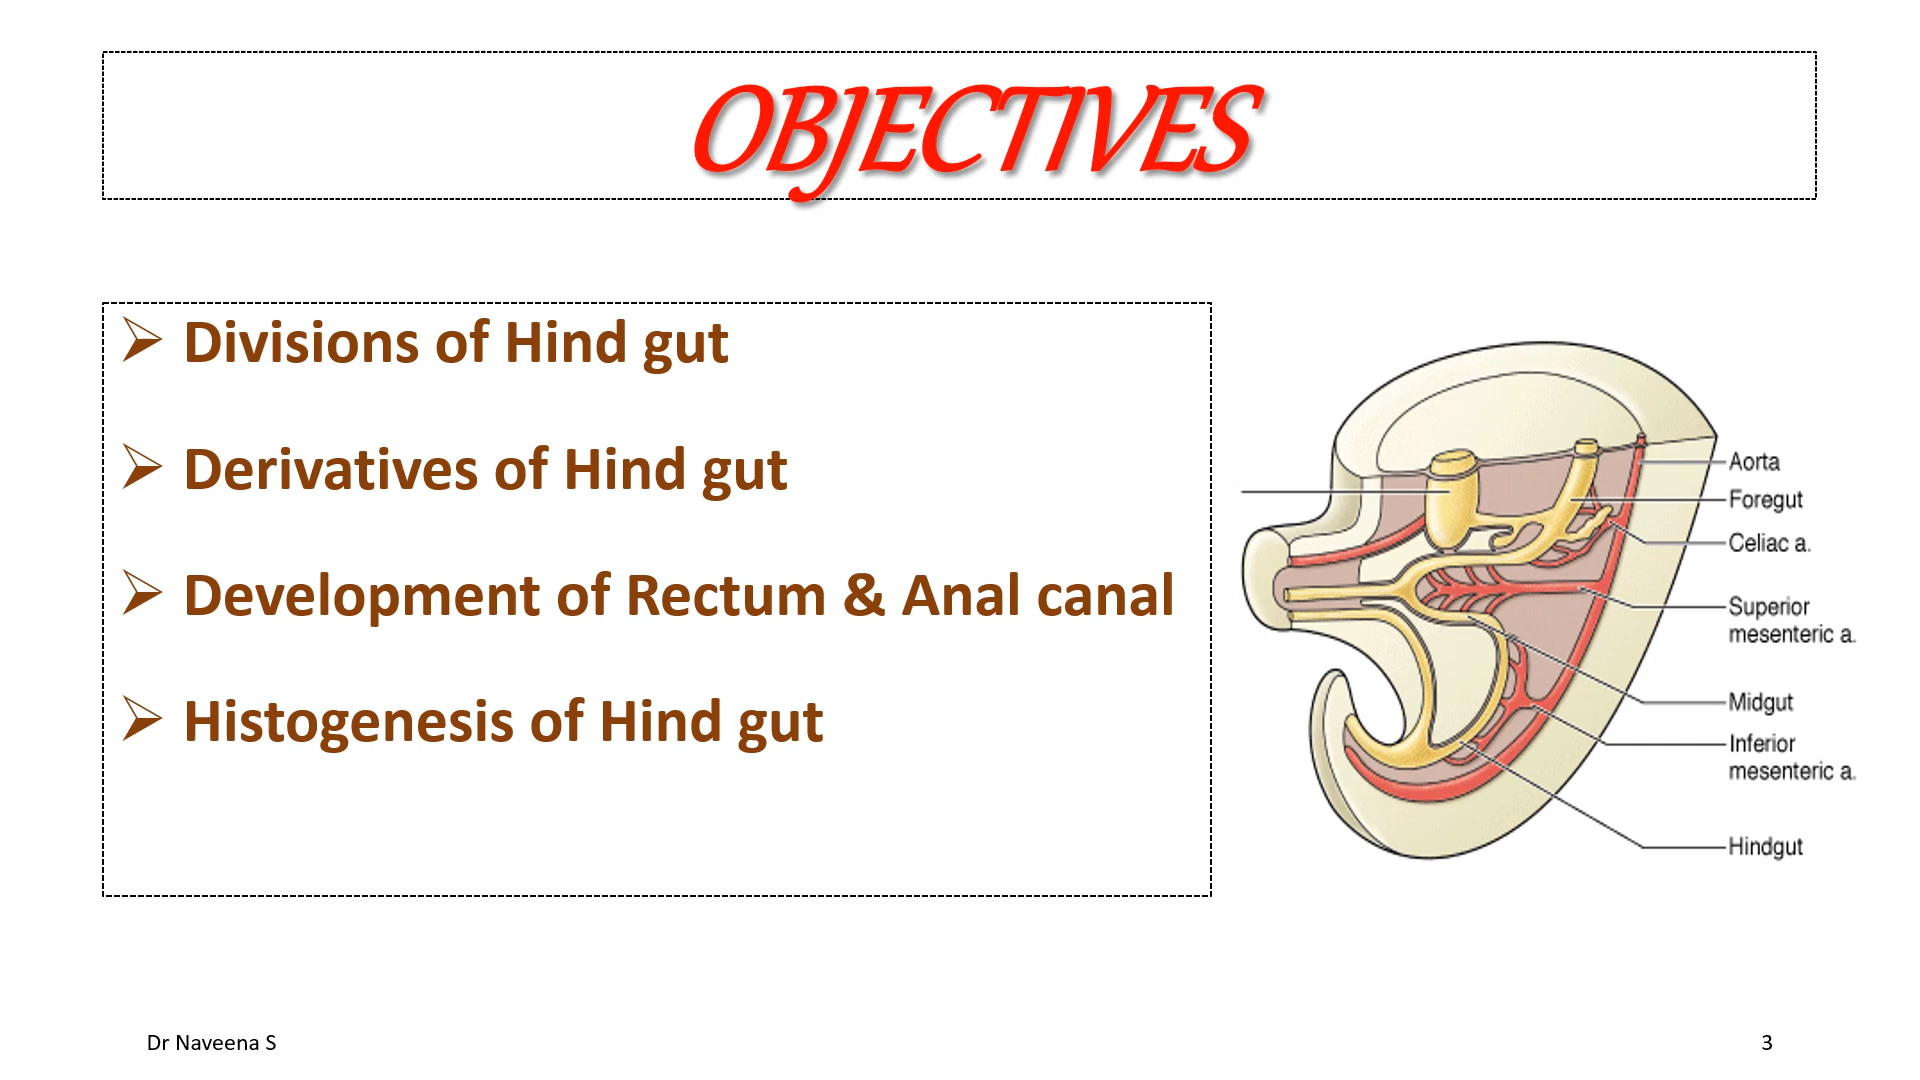 OBJECTIVES
Divisions of Hind gut
Derivatives of Hind gut
Development of Rectum & Anal canal
Histogenesis of Hind gut
Aorta
Foregut
Celiac a.
Superior
mesenteric a.
Midgut
Inferior
mesenteric a.
Hindgut
Dr Naveena S
3